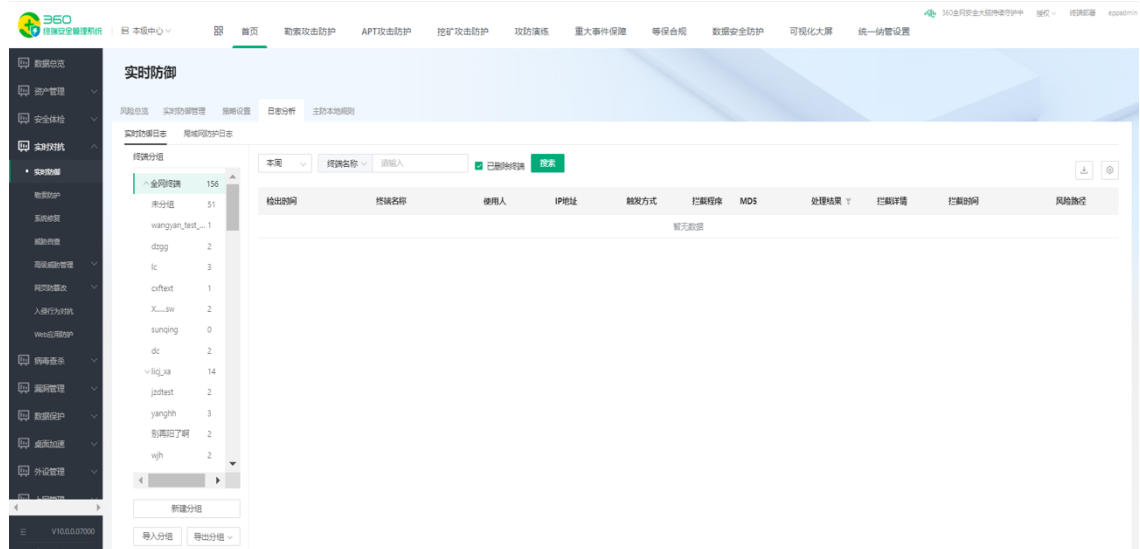 360
终端安全管理系统
本级中心
首页 勒索攻击防护 APT攻击防护 挖矿攻击防护 攻防演练 重大事件保障 等保合规 数据安全防护 可视化大屏 统一纳管设置
360全网安全大脑持续守护中 授权 终端部署 eppadmin
数据总览
资产管理
安全体检
实时对抗
实时防御
勒索防护
系统修复
威胁自查
高级威胁管理
网页防篡改
入侵行为对抗
Web应用防护
病毒查杀
漏洞管理
数据保护
桌面加速
外设管理
V10.0.0.07000
实时防御
风险总览 实时防御管理 策略设置 日志分析 主防本地规则
实时防御日志 局域网防护日志
终端分组
全网终端 156
未分组 51
wangyan_test_... 1
dzgg 2
lc 3
cxftext 1
X......sw 2
sunqing 0
dc 2
licj_xa 14
jzdtest 2
yanghh 3
别再阳了啊 2
wjh 2
新建分组
导入分组 导出分组
本周 终端名称 请输入 已删除终端 搜索
检出时间 终端名称 使用人 IP地址 触发方式 拦截程序 MD5 处理结果 拦截详情 拦截时间 风险路径
暂无数据